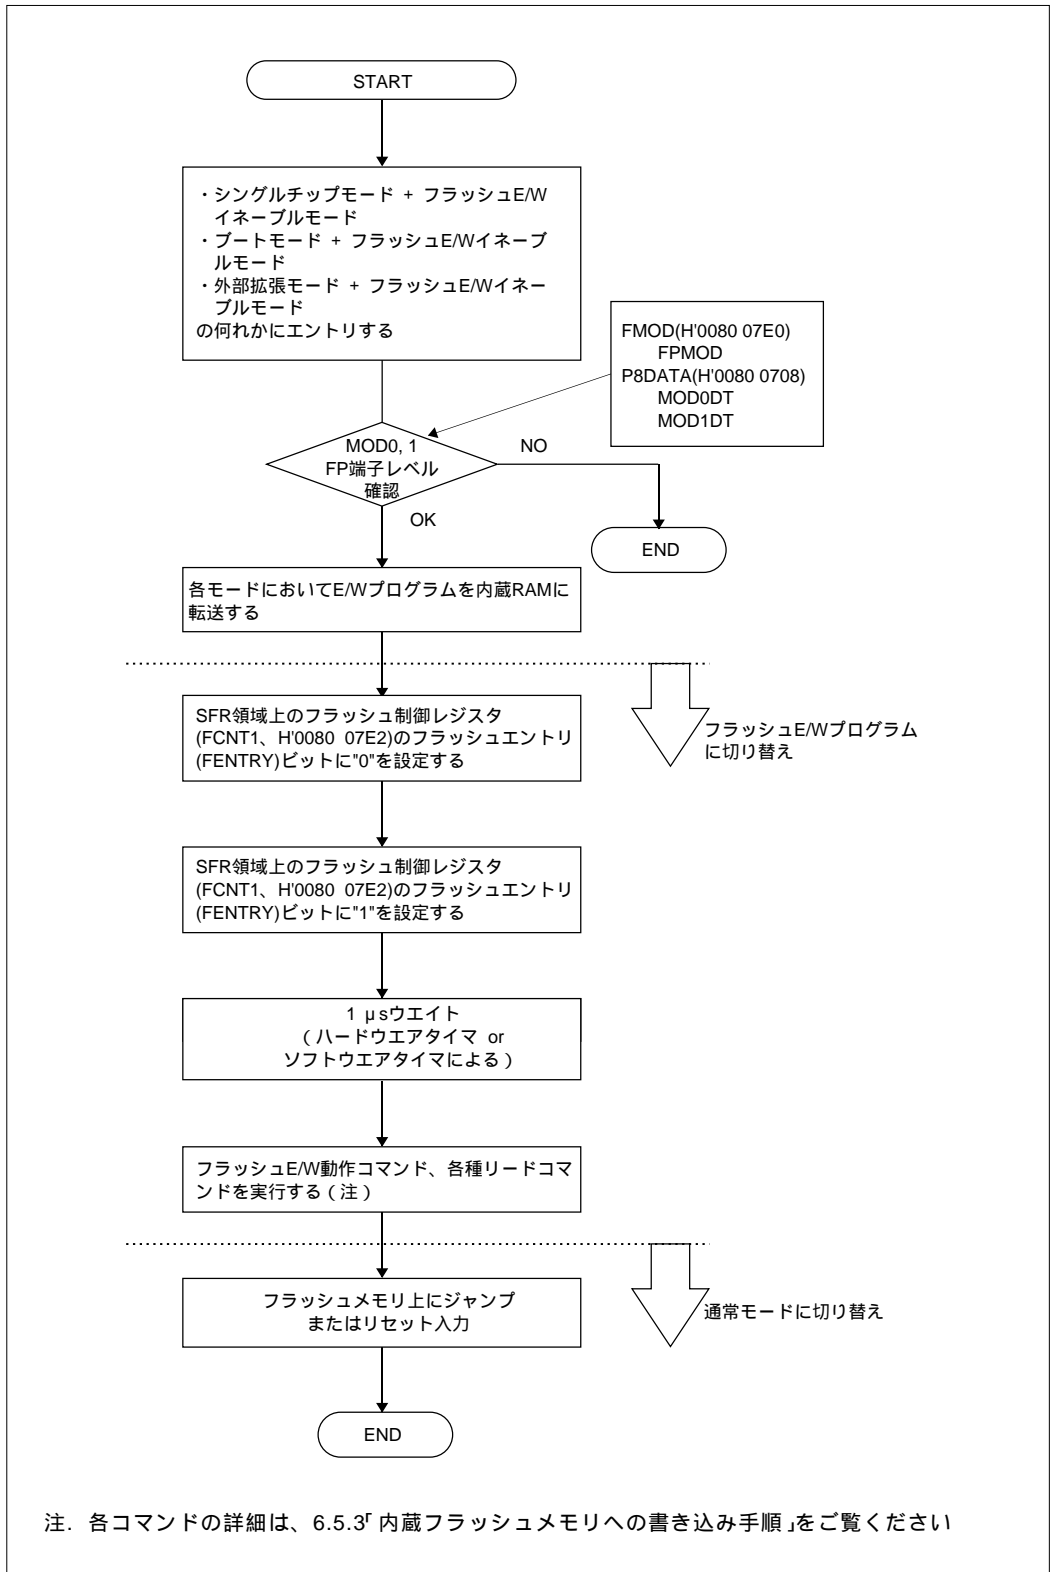 START
・シングルチップモード + フラッシュE/W
イネーブルモード
・ブートモード + フラッシュE/Wイネーブ
ルモード
・外部拡張モード + フラッシュE/Wイネー
ブルモード
の何れかにエントリする
FMOD(H'0080 07E0)
FPMOD
P8DATA(H'0080 0708)
MOD0DT
MOD1DT
MOD0, 1
FP端子レベル
確認
NO
OK
END
各モードにおいてE/Wプログラムを内蔵RAMに
転送する
SFR領域上のフラッシュ制御レジスタ
(FCNT1、H'0080 07E2)のフラッシュエントリ
(FENTRY)ビットに"0"を設定する
フラッシュE/Wプログラム
に切り替え
SFR領域上のフラッシュ制御レジスタ
(FCNT1、H'0080 07E2)のフラッシュエントリ
(FENTRY)ビットに"1"を設定する
1 μsウエイト
(ハードウエアタイマ or
ソフトウエアタイマによる)
フラッシュE/W動作コマンド、各種リードコマ
ンドを実行する(注)
フラッシュメモリ上にジャンプ
またはリセット入力
通常モードに切り替え
END
注. 各コマンドの詳細は、6.5.3「内蔵フラッシュメモリへの書き込み手順」をご覧ください